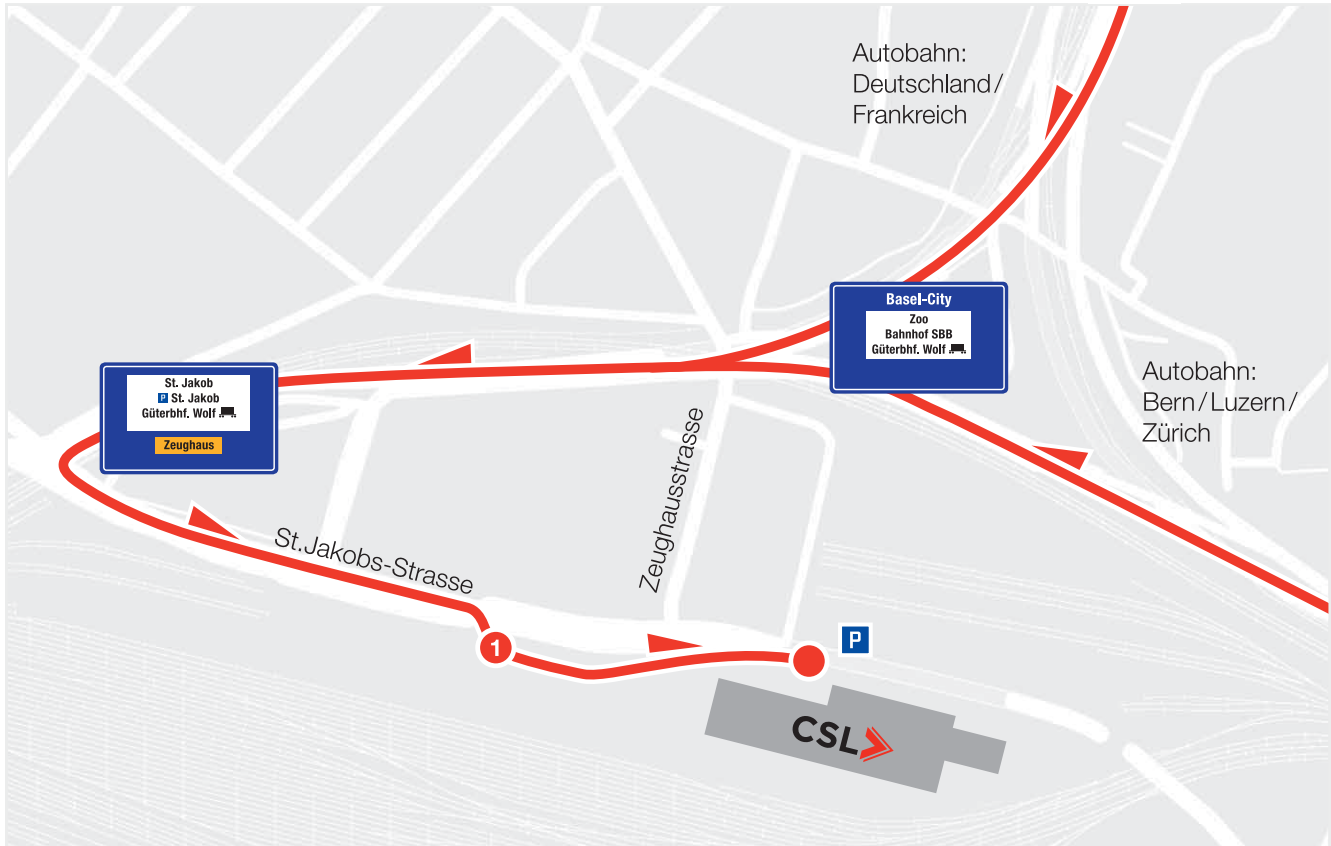 Autobahn:
Deutschland/
Frankreich
Basel-City
Zoo
Bahnhof SBB
Güterbhf. Wolf
Autobahn:
Bern/Luzern/
Zürich
St. Jakob
P St. Jakob
Güterbhf. Wolf
Zeughaus
Zeughausstrasse
St.Jakobs-Strasse
1
P
CSL